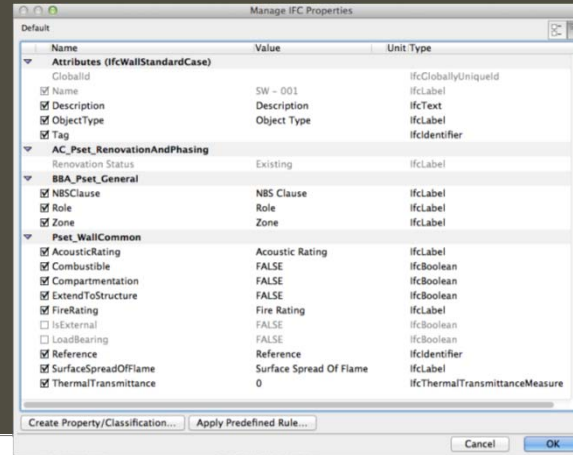 Manage IFC Properties
Default
Name Value Unit Type
Attributes (IfcWallStandardCase)
GlobalId IfcGloballyUniqueId
Name SW - 001 IfcLabel
Description Description IfcText
ObjectType Object Type IfcLabel
Tag IfcIdentifier
AC_Pset_RenovationAndPhasing
Renovation Status Existing IfcLabel
BBA_Pset_General
NBSClause NBS Clause IfcLabel
Role Role IfcLabel
Zone Zone IfcLabel
Pset_WallCommon
AcousticRating Acoustic Rating IfcLabel
Combustible FALSE IfcBoolean
Compartmentation FALSE IfcBoolean
ExtendToStructure FALSE IfcBoolean
FireRating Fire Rating IfcLabel
IsExternal FALSE IfcBoolean
LoadBearing FALSE IfcBoolean
Reference Reference IfcIdentifier
SurfaceSpreadOfFlame Surface Spread Of Flame IfcLabel
ThermalTransmittance 0 IfcThermalTransmittanceMeasure
Create Property/Classification... Apply Predefined Rule...
Cancel OK